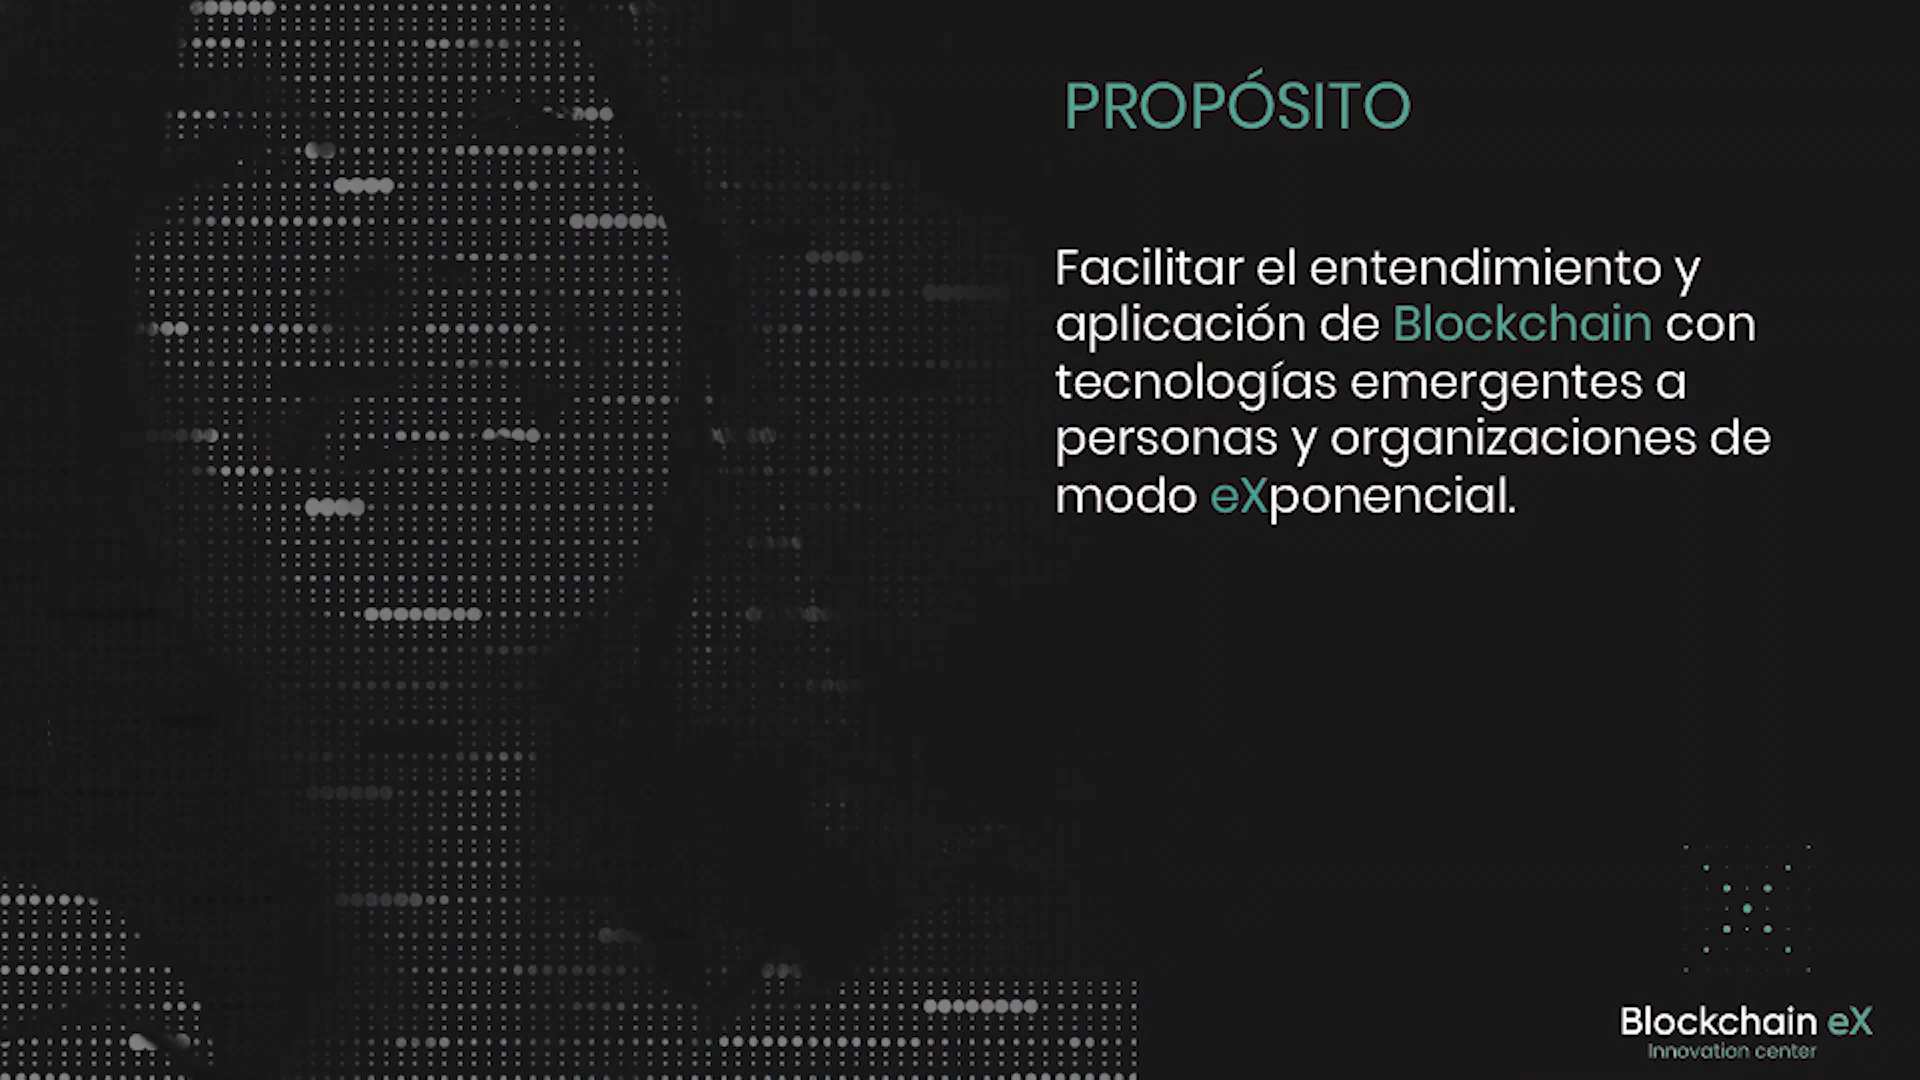 PROPÓSITO
Facilitar el entendimiento y
aplicación de Blockchain con
tecnologías emergentes a
personas y organizaciones de
modo eXponencial.
Blockchain eX
Innovation center